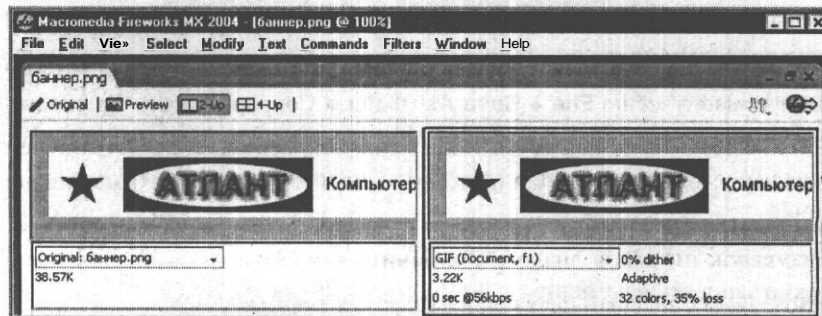 Macromedia Fireworks MX 2004 - [баннер.png @ 100%]
File Edit View Select Modify Text Commands Filters Window Help
баннер.png
Original Preview 2-Up 4-Up
АТЛАНТ Компьютер
АТЛАНТ Компьютер
Original: баннер.png
38.57K
GIF (Document, f1) 0% dither
3.22K Adaptive
0 sec @56kbps 32 colors, 35% loss